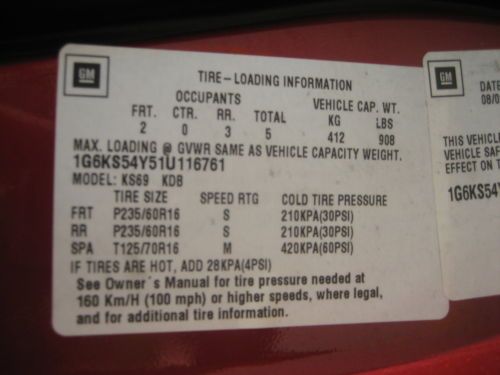 GM
TIRE-LOADING INFORMATION
OCCUPANTS VEHICLE CAP. WT.
FRT. CTR. RR. TOTAL KG LBS
2 0 3 5 412 908
MAX. LOADING @ GVWR SAME AS VEHICLE CAPACITY WEIGHT.
1G6KS54Y51U116761
MODEL: KS69 KDB
TIRE SIZE SPEED RTG COLD TIRE PRESSURE
FRT P235/60R16 S 210KPA(30PSI)
RR P235/60R16 S 210KPA(30PSI)
SPA T125/70R16 M 420KPA(60PSI)
IF TIRES ARE HOT, ADD 28KPA(4PSI)
See Owner's Manual for tire pressure needed at
160 Km/H (100 mph) or higher speeds, where legal,
and for additional tire information.
GM
DATE
08/0
THIS VEHICL
VEHICLE SAF
EFFECT ON T
1G6KS54Y